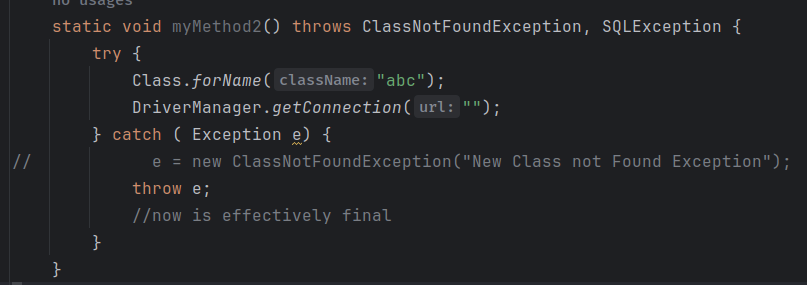 no usages
static void myMethod2() throws ClassNotFoundException, SQLException {
try {
Class.forName( className: "abc");
DriverManager.getConnection( url: "");
} catch ( Exception e) {
// e = new ClassNotFoundException("New Class not Found Exception");
throw e;
//now is effectively final
}
}